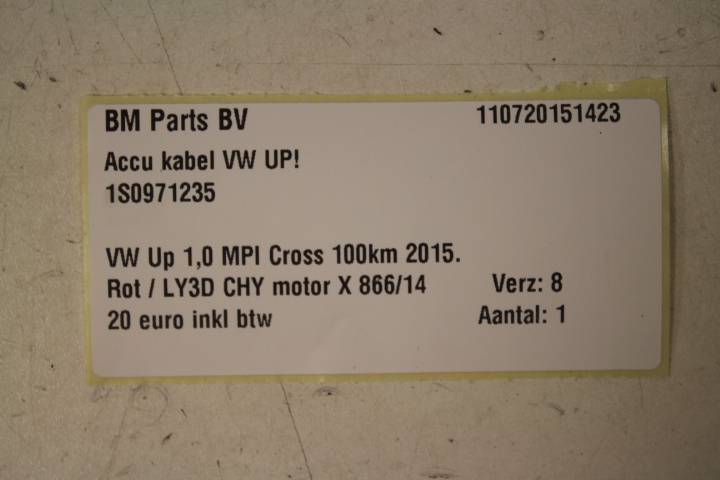 BM Parts BV 110720151423
Accu kabel VW UP!
1S0971235
VW Up 1,0 MPI Cross 100km 2015.
Rot / LY3D CHY motor X 866/14 Verz: 8
20 euro inkl btw Aantal: 1